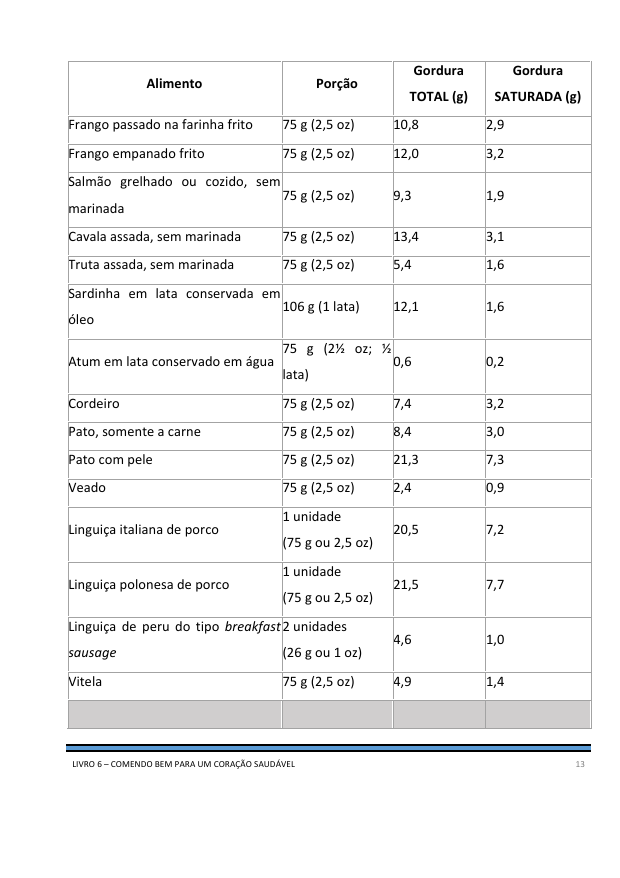 Alimento Porção Gordura TOTAL (g) Gordura SATURADA (g)
Frango passado na farinha frito 75 g (2,5 oz) 10,8 2,9
Frango empanado frito 75 g (2,5 oz) 12,0 3,2
Salmão grelhado ou cozido, sem marinada 75 g (2,5 oz) 9,3 1,9
Cavala assada, sem marinada 75 g (2,5 oz) 13,4 3,1
Truta assada, sem marinada 75 g (2,5 oz) 5,4 1,6
Sardinha em lata conservada em óleo 106 g (1 lata) 12,1 1,6
Atum em lata conservado em água 75 g (2½ oz; ½ lata) 0,6 0,2
Cordeiro 75 g (2,5 oz) 7,4 3,2
Pato, somente a carne 75 g (2,5 oz) 8,4 3,0
Pato com pele 75 g (2,5 oz) 21,3 7,3
Veado 75 g (2,5 oz) 2,4 0,9
Linguiça italiana de porco 1 unidade (75 g ou 2,5 oz) 20,5 7,2
Linguiça polonesa de porco 1 unidade (75 g ou 2,5 oz) 21,5 7,7
Linguiça de peru do tipo breakfast sausage 2 unidades (26 g ou 1 oz) 4,6 1,0
Vitela 75 g (2,5 oz) 4,9 1,4
LIVRO 6 – COMENDO BEM PARA UM CORAÇÃO SAUDÁVEL 13